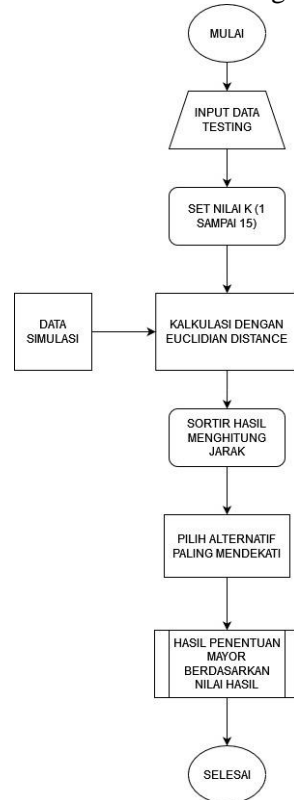 MULAI
INPUT DATA
TESTING
SET NILAI K (1
SAMPAI 15)
DATA
SIMULASI
KALKULASI DENGAN
EUCLIDIAN DISTANCE
SORTIR HASIL
MENGHITUNG
JARAK
PILIH ALTERNATIF
PALING MENDEKATI
HASIL PENENTUAN
MAYOR
BERDASARKAN
NILAI HASIL
SELESAI